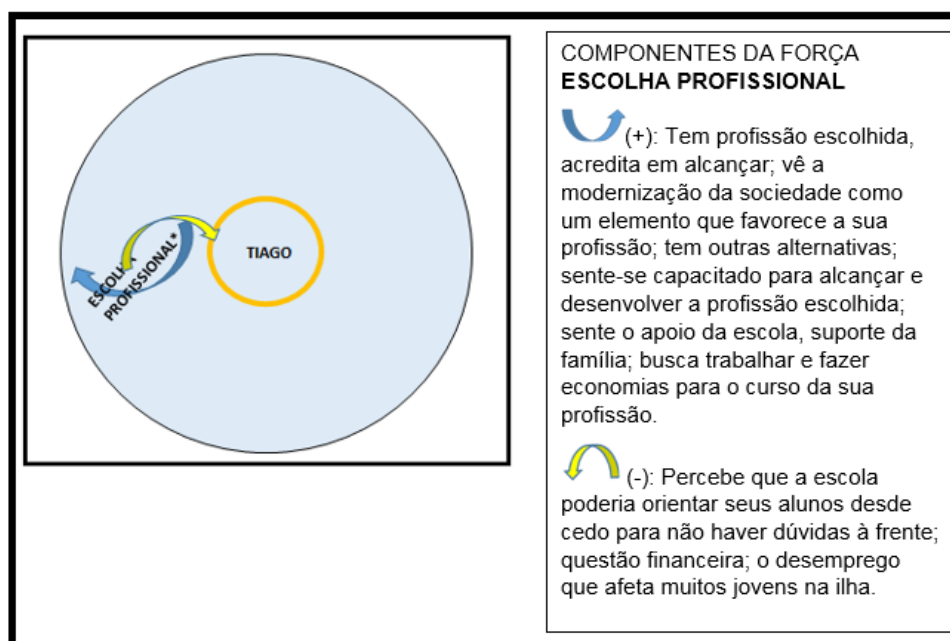 TIAGO
ESCOLHA
PROFISSIONAL*
COMPONENTES DA FORÇA
ESCOLHA PROFISSIONAL
(+): Tem profissão escolhida,
acredita em alcançar; vê a
modernização da sociedade como
um elemento que favorece a sua
profissão; tem outras alternativas;
sente-se capacitado para alcançar e
desenvolver a profissão escolhida;
sente o apoio da escola, suporte da
família; busca trabalhar e fazer
economias para o curso da sua
profissão.
(-): Percebe que a escola
poderia orientar seus alunos desde
cedo para não haver dúvidas à frente;
questão financeira; o desemprego
que afeta muitos jovens na ilha.